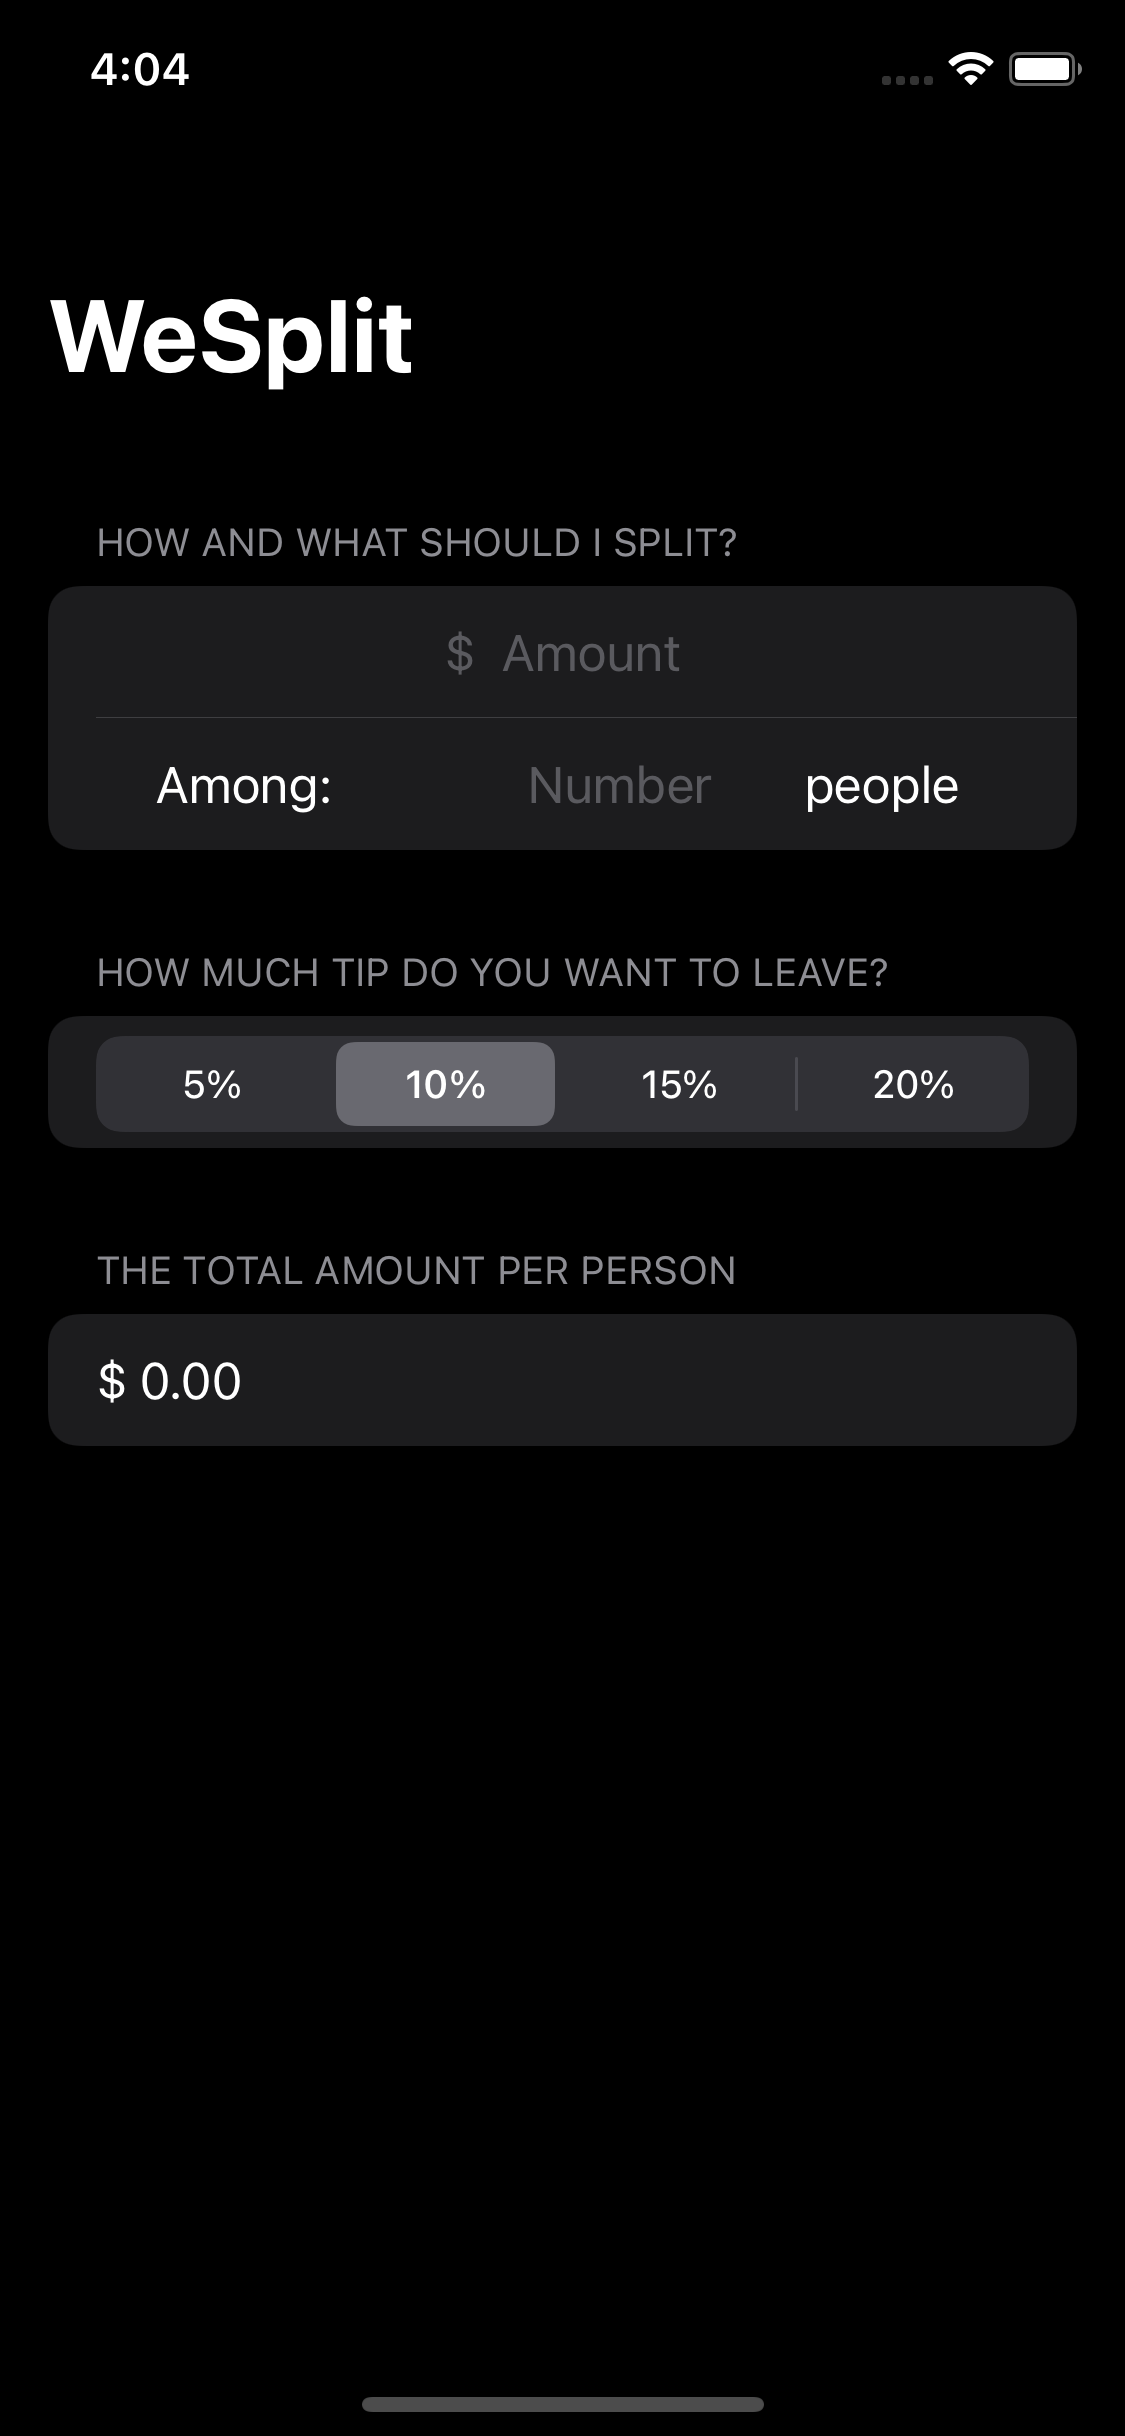 4:04
WeSplit
HOW AND WHAT SHOULD I SPLIT?
$ Amount
Among: Number people
HOW MUCH TIP DO YOU WANT TO LEAVE?
5% 10% 15% 20%
THE TOTAL AMOUNT PER PERSON
$ 0.00